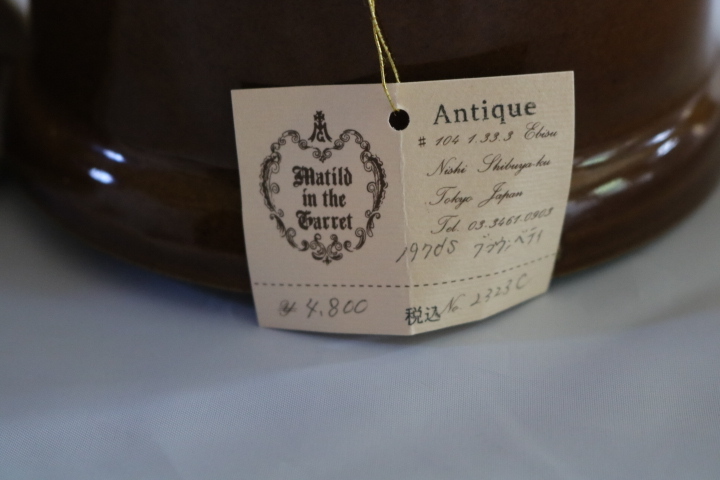 Matild
in the
Garret
¥ 4,800
Antique
# 104 1.33.3 Ebisu
Nishi Shibuya-ku
Tokyo Japan
Tel. 03.3461.0903
1970s ブラウン・ベティ
税込 No 2323C